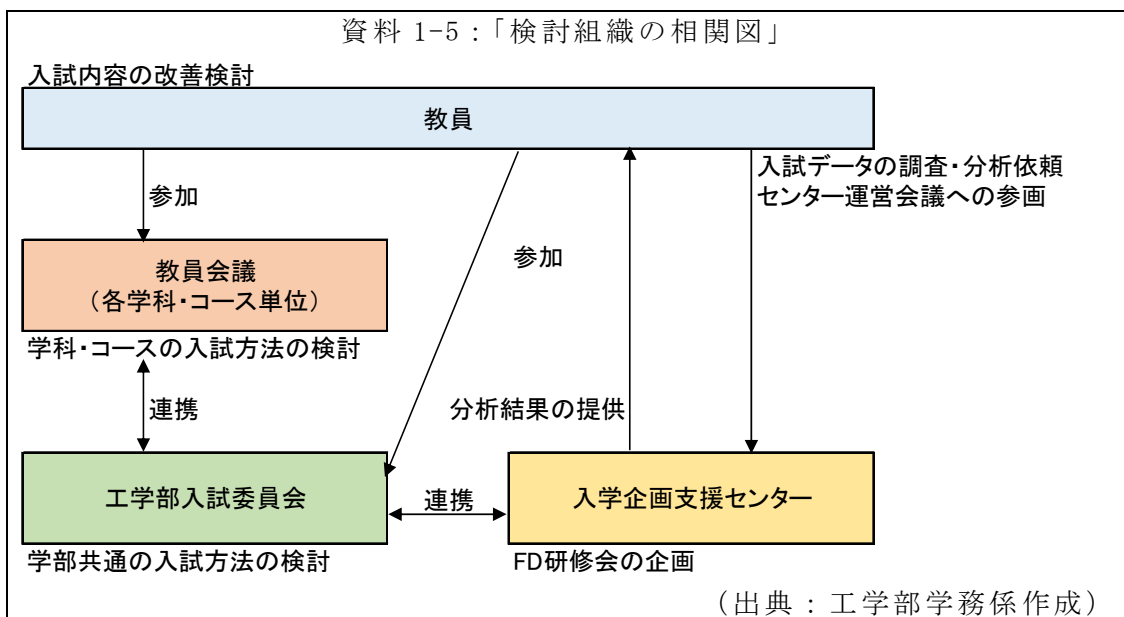 資料 1-5：「検討組織の相関図」
入試内容の改善検討
教員
参加
入試データの調査・分析依頼
センター運営会議への参画
教員会議
（各学科・コース単位）
参加
学科・コースの入試方法の検討
連携
分析結果の提供
工学部入試委員会
連携
入学企画支援センター
学部共通の入試方法の検討
FD研修会の企画
（出典：工学部学務係作成）